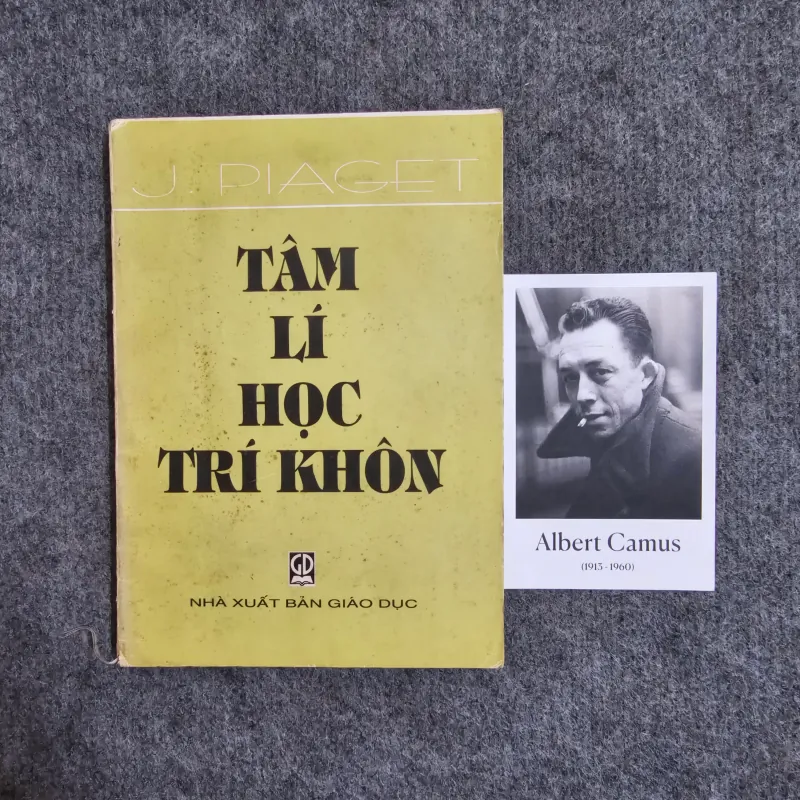 J. PIAGET
TÂM
LÍ
HỌC
TRÍ KHÔN
GD
NHÀ XUẤT BẢN GIÁO DỤC
Albert Camus
(1913 - 1960)